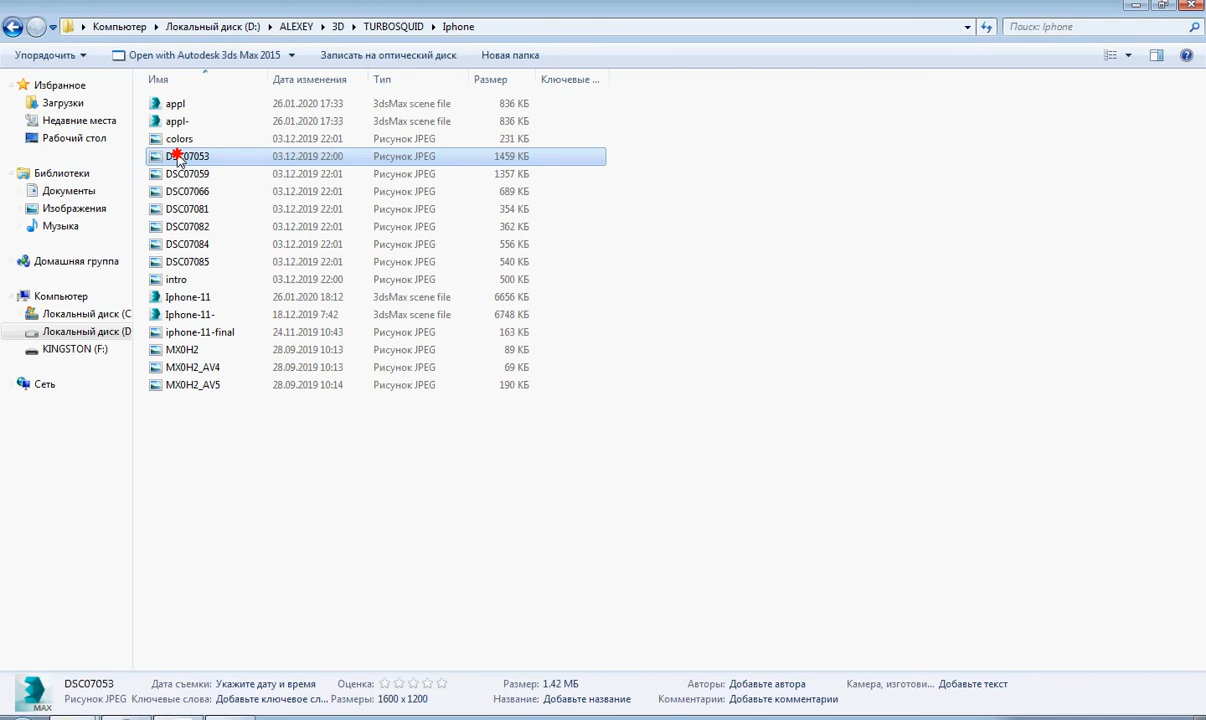 Компьютер Локальный диск (D:) ALEXEY 3D TURBOSQUID Iphone Поиск: Iphone
Упорядочить Open with Autodesk 3ds Max 2015 Записать на оптический диск Новая папка
Избранное
Загрузки
Недавние места
Рабочий стол
Библиотеки
Документы
Изображения
Музыка
Домашняя группа
Компьютер
Локальный диск (C
Локальный диск (D
KINGSTON (F:)
Сеть
Имя Дата изменения Тип Размер Ключевые ...
appl 26.01.2020 17:33 3dsMax scene file 836 КБ
appl- 26.01.2020 17:33 3dsMax scene file 836 КБ
colors 03.12.2019 22:01 Рисунок JPEG 231 КБ
DSC07053 03.12.2019 22:00 Рисунок JPEG 1459 КБ
DSC07059 03.12.2019 22:01 Рисунок JPEG 1357 КБ
DSC07066 03.12.2019 22:01 Рисунок JPEG 689 КБ
DSC07081 03.12.2019 22:01 Рисунок JPEG 354 КБ
DSC07082 03.12.2019 22:01 Рисунок JPEG 362 КБ
DSC07084 03.12.2019 22:01 Рисунок JPEG 556 КБ
DSC07085 03.12.2019 22:01 Рисунок JPEG 540 КБ
intro 03.12.2019 22:00 Рисунок JPEG 500 КБ
Iphone-11 26.01.2020 18:12 3dsMax scene file 6656 КБ
Iphone-11- 18.12.2019 7:42 3dsMax scene file 6748 КБ
iphone-11-final 24.11.2019 10:43 Рисунок JPEG 163 КБ
MX0H2 28.09.2019 10:13 Рисунок JPEG 89 КБ
MX0H2_AV4 28.09.2019 10:13 Рисунок JPEG 69 КБ
MX0H2_AV5 28.09.2019 10:14 Рисунок JPEG 190 КБ
MAX
DSC07053 Дата съемки: Укажите дату и время Оценка: Размер: 1.42 МБ Авторы: Добавьте автора Камера, изготови... Добавьте текст
Рисунок JPEG Ключевые слова: Добавьте ключевое сл... Размеры: 1600 x 1200 Название: Добавьте название Комментарии: Добавьте комментарии